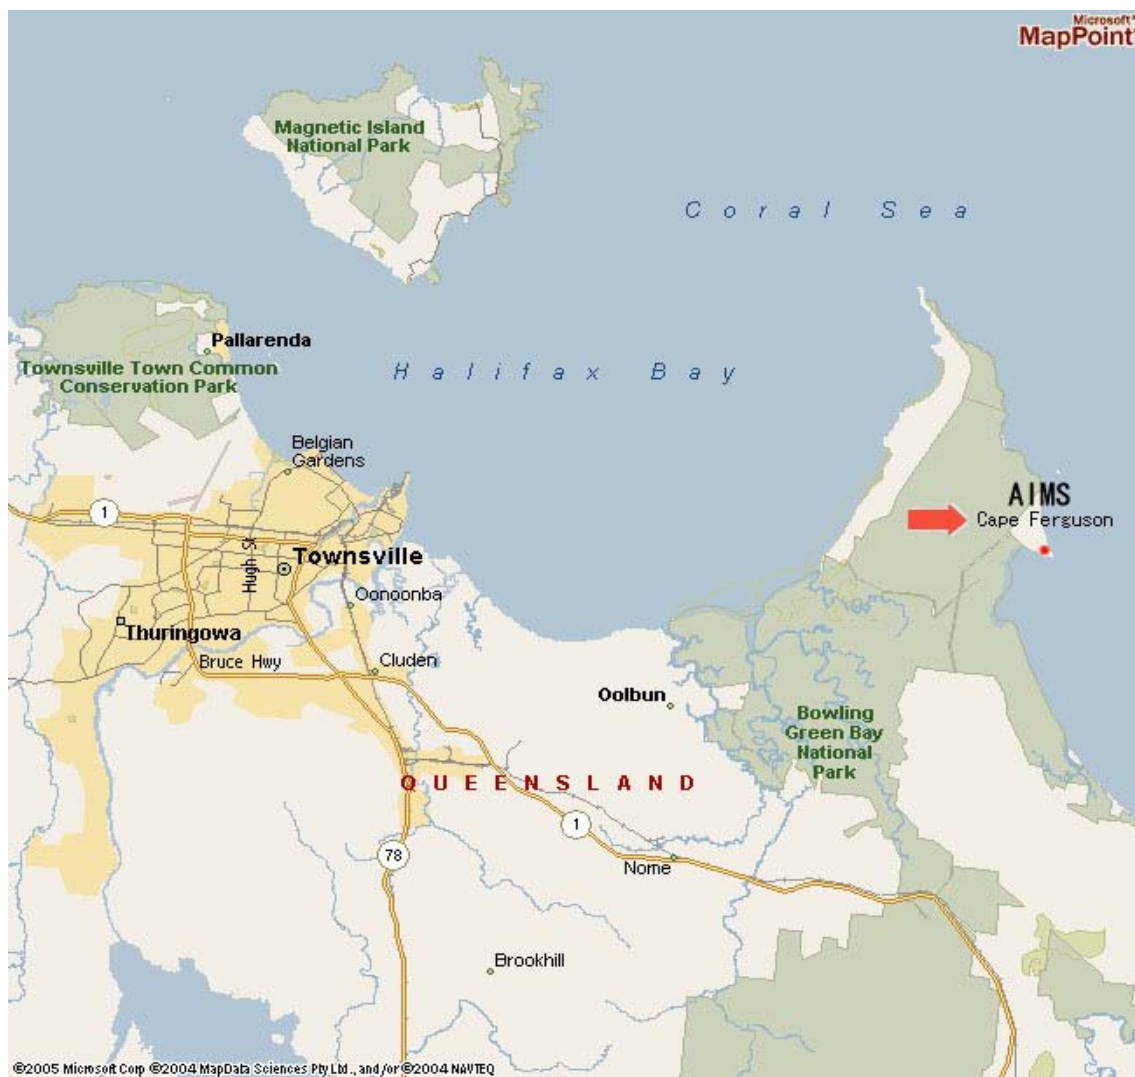 Microsoft®
MapPoint®
Magnetic Island
National Park
Coral Sea
Pallarenda
Townsville Town Common
Conservation Park
Halifax Bay
Belgian
Gardens
AIMS
Cape Ferguson
1
Hugh St
Townsville
Oonoonba
Thuringowa
Bruce Hwy
Cluden
Oolbun
Bowling
Green Bay
National
Park
QUEENSLAND
1
78
Nome
Brookhill
©2005 Microsoft Corp ©2004 MapData Sciences Pty Ltd., and/or ©2004 NAVTEQ